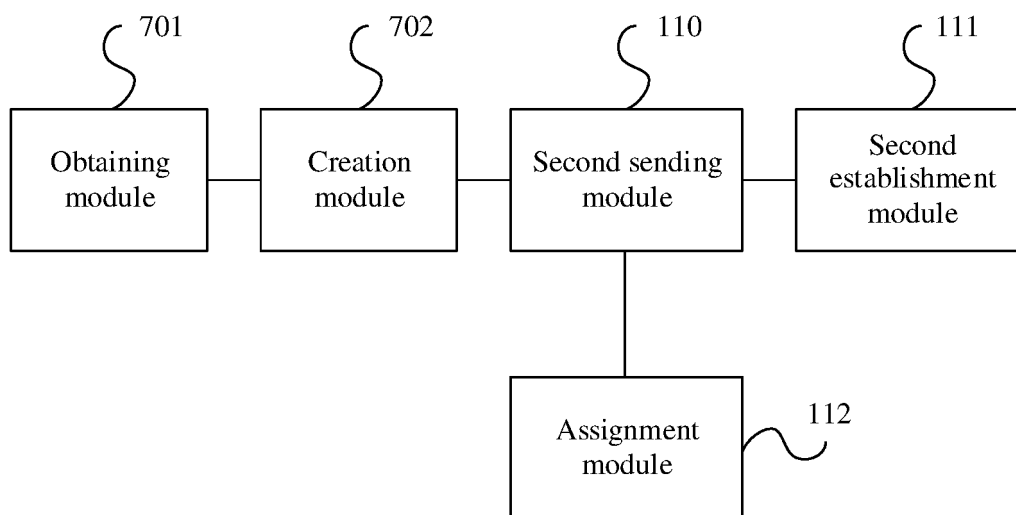 701
702
110
111
Obtaining
module
Creation
module
Second sending
module
Second
establishment
module
Assignment
module
112